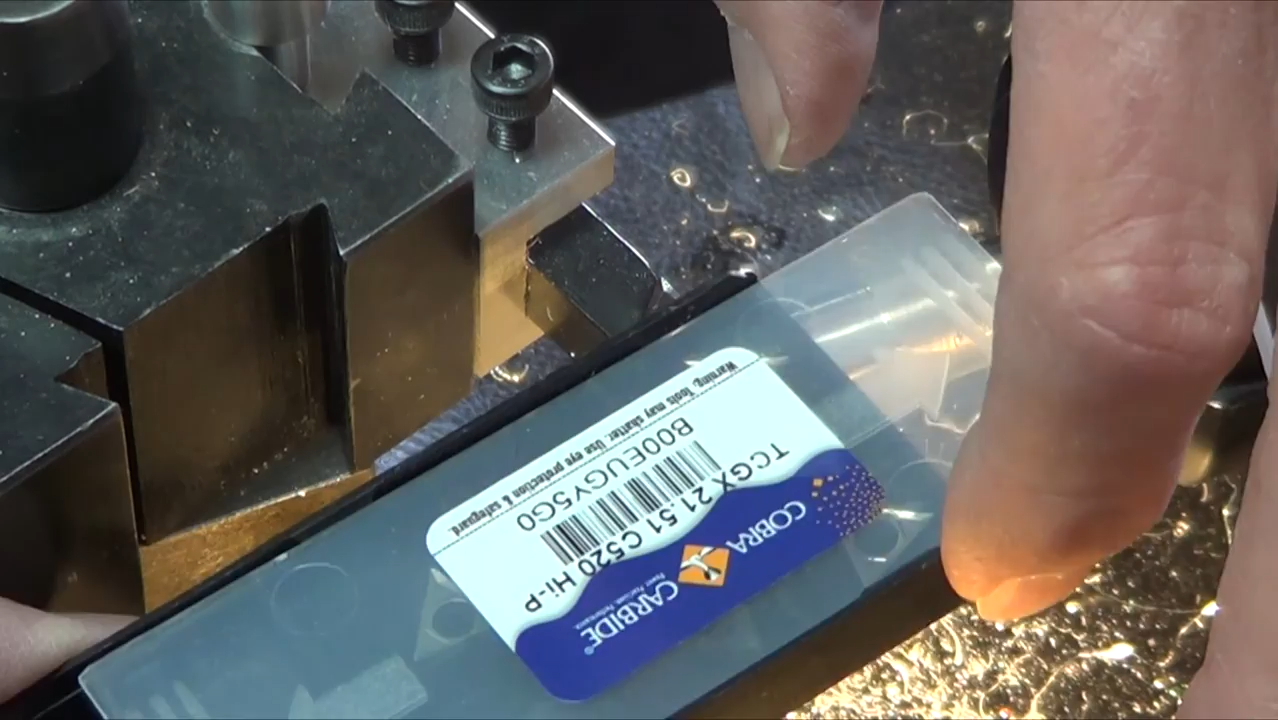 COBRA CARBIDE®
TCGX 21.51 C520 Hi-P
B00EUGY5G0
Warning. Tools may shatter. Use eye protection & safeguard.